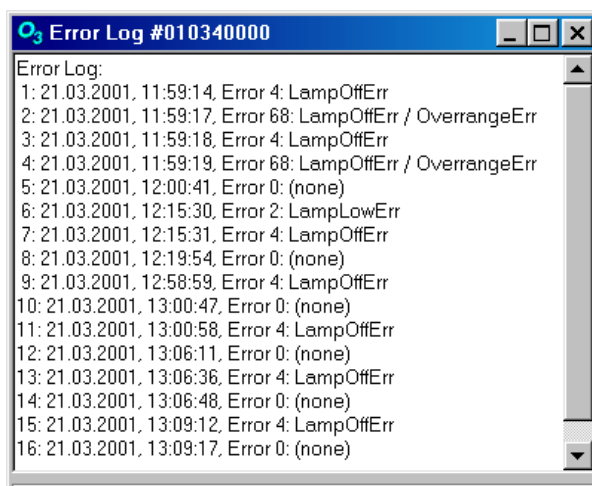 O3 Error Log #010340000
Error Log:
1: 21.03.2001, 11:59:14, Error 4: LampOffErr
2: 21.03.2001, 11:59:17, Error 68: LampOffErr / OverrangeErr
3: 21.03.2001, 11:59:18, Error 4: LampOffErr
4: 21.03.2001, 11:59:19, Error 68: LampOffErr / OverrangeErr
5: 21.03.2001, 12:00:41, Error 0: (none)
6: 21.03.2001, 12:15:30, Error 2: LampLowErr
7: 21.03.2001, 12:15:31, Error 4: LampOffErr
8: 21.03.2001, 12:19:54, Error 0: (none)
9: 21.03.2001, 12:58:59, Error 4: LampOffErr
10: 21.03.2001, 13:00:47, Error 0: (none)
11: 21.03.2001, 13:00:58, Error 4: LampOffErr
12: 21.03.2001, 13:06:11, Error 0: (none)
13: 21.03.2001, 13:06:36, Error 4: LampOffErr
14: 21.03.2001, 13:06:48, Error 0: (none)
15: 21.03.2001, 13:09:12, Error 4: LampOffErr
16: 21.03.2001, 13:09:17, Error 0: (none)